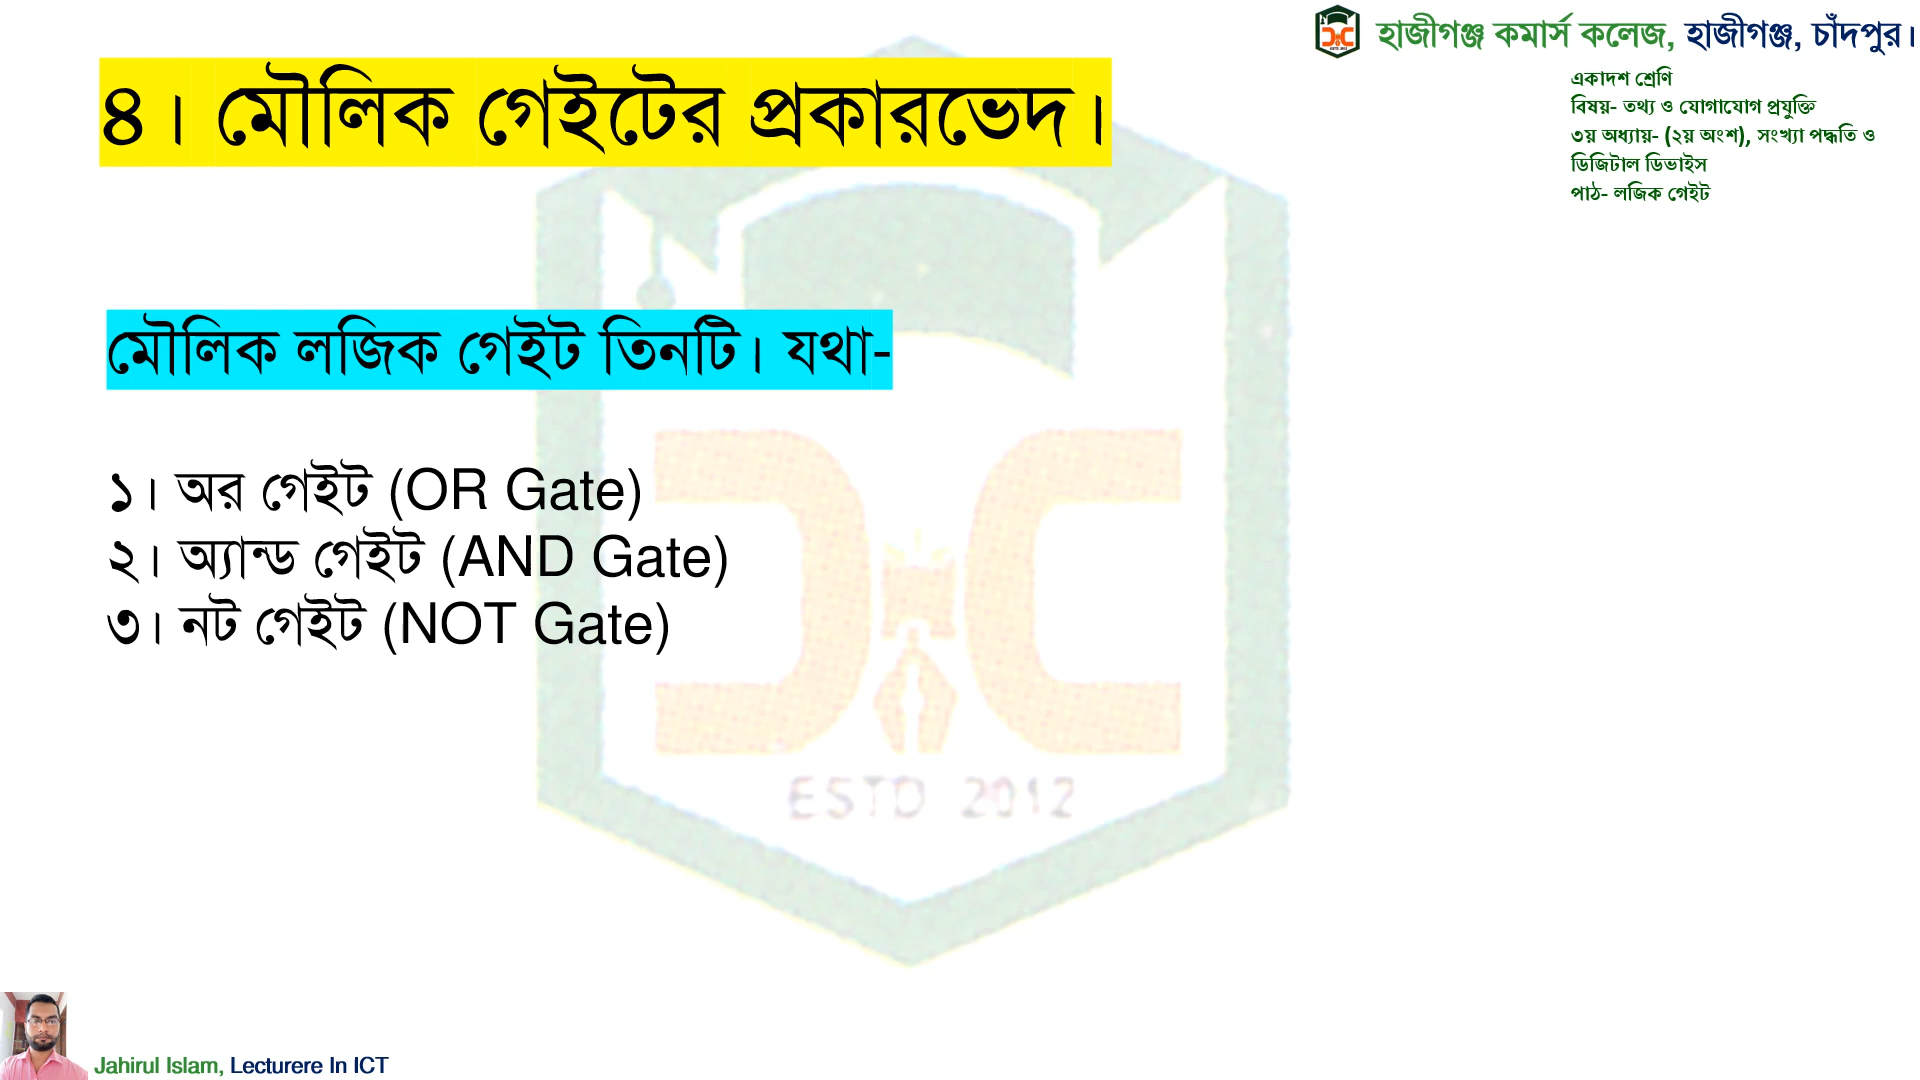 হাজীগঞ্জ কমার্স কলেজ, হাজীগঞ্জ, চাঁদপুর।
একাদশ শ্রেণি
বিষয়- তথ্য ও যোগাযোগ প্রযুক্তি
৩য় অধ্যায়- (২য় অংশ), সংখ্যা পদ্ধতি ও
ডিজিটাল ডিভাইস
পাঠ- লজিক গেইট
৪। মৌলিক গেইটের প্রকারভেদ।
মৌলিক লজিক গেইট তিনটি। যথা-
১। অর গেইট (OR Gate)
২। অ্যান্ড গেইট (AND Gate)
৩। নট গেইট (NOT Gate)
ESTD 2012
Jahirul Islam, Lecturere In ICT